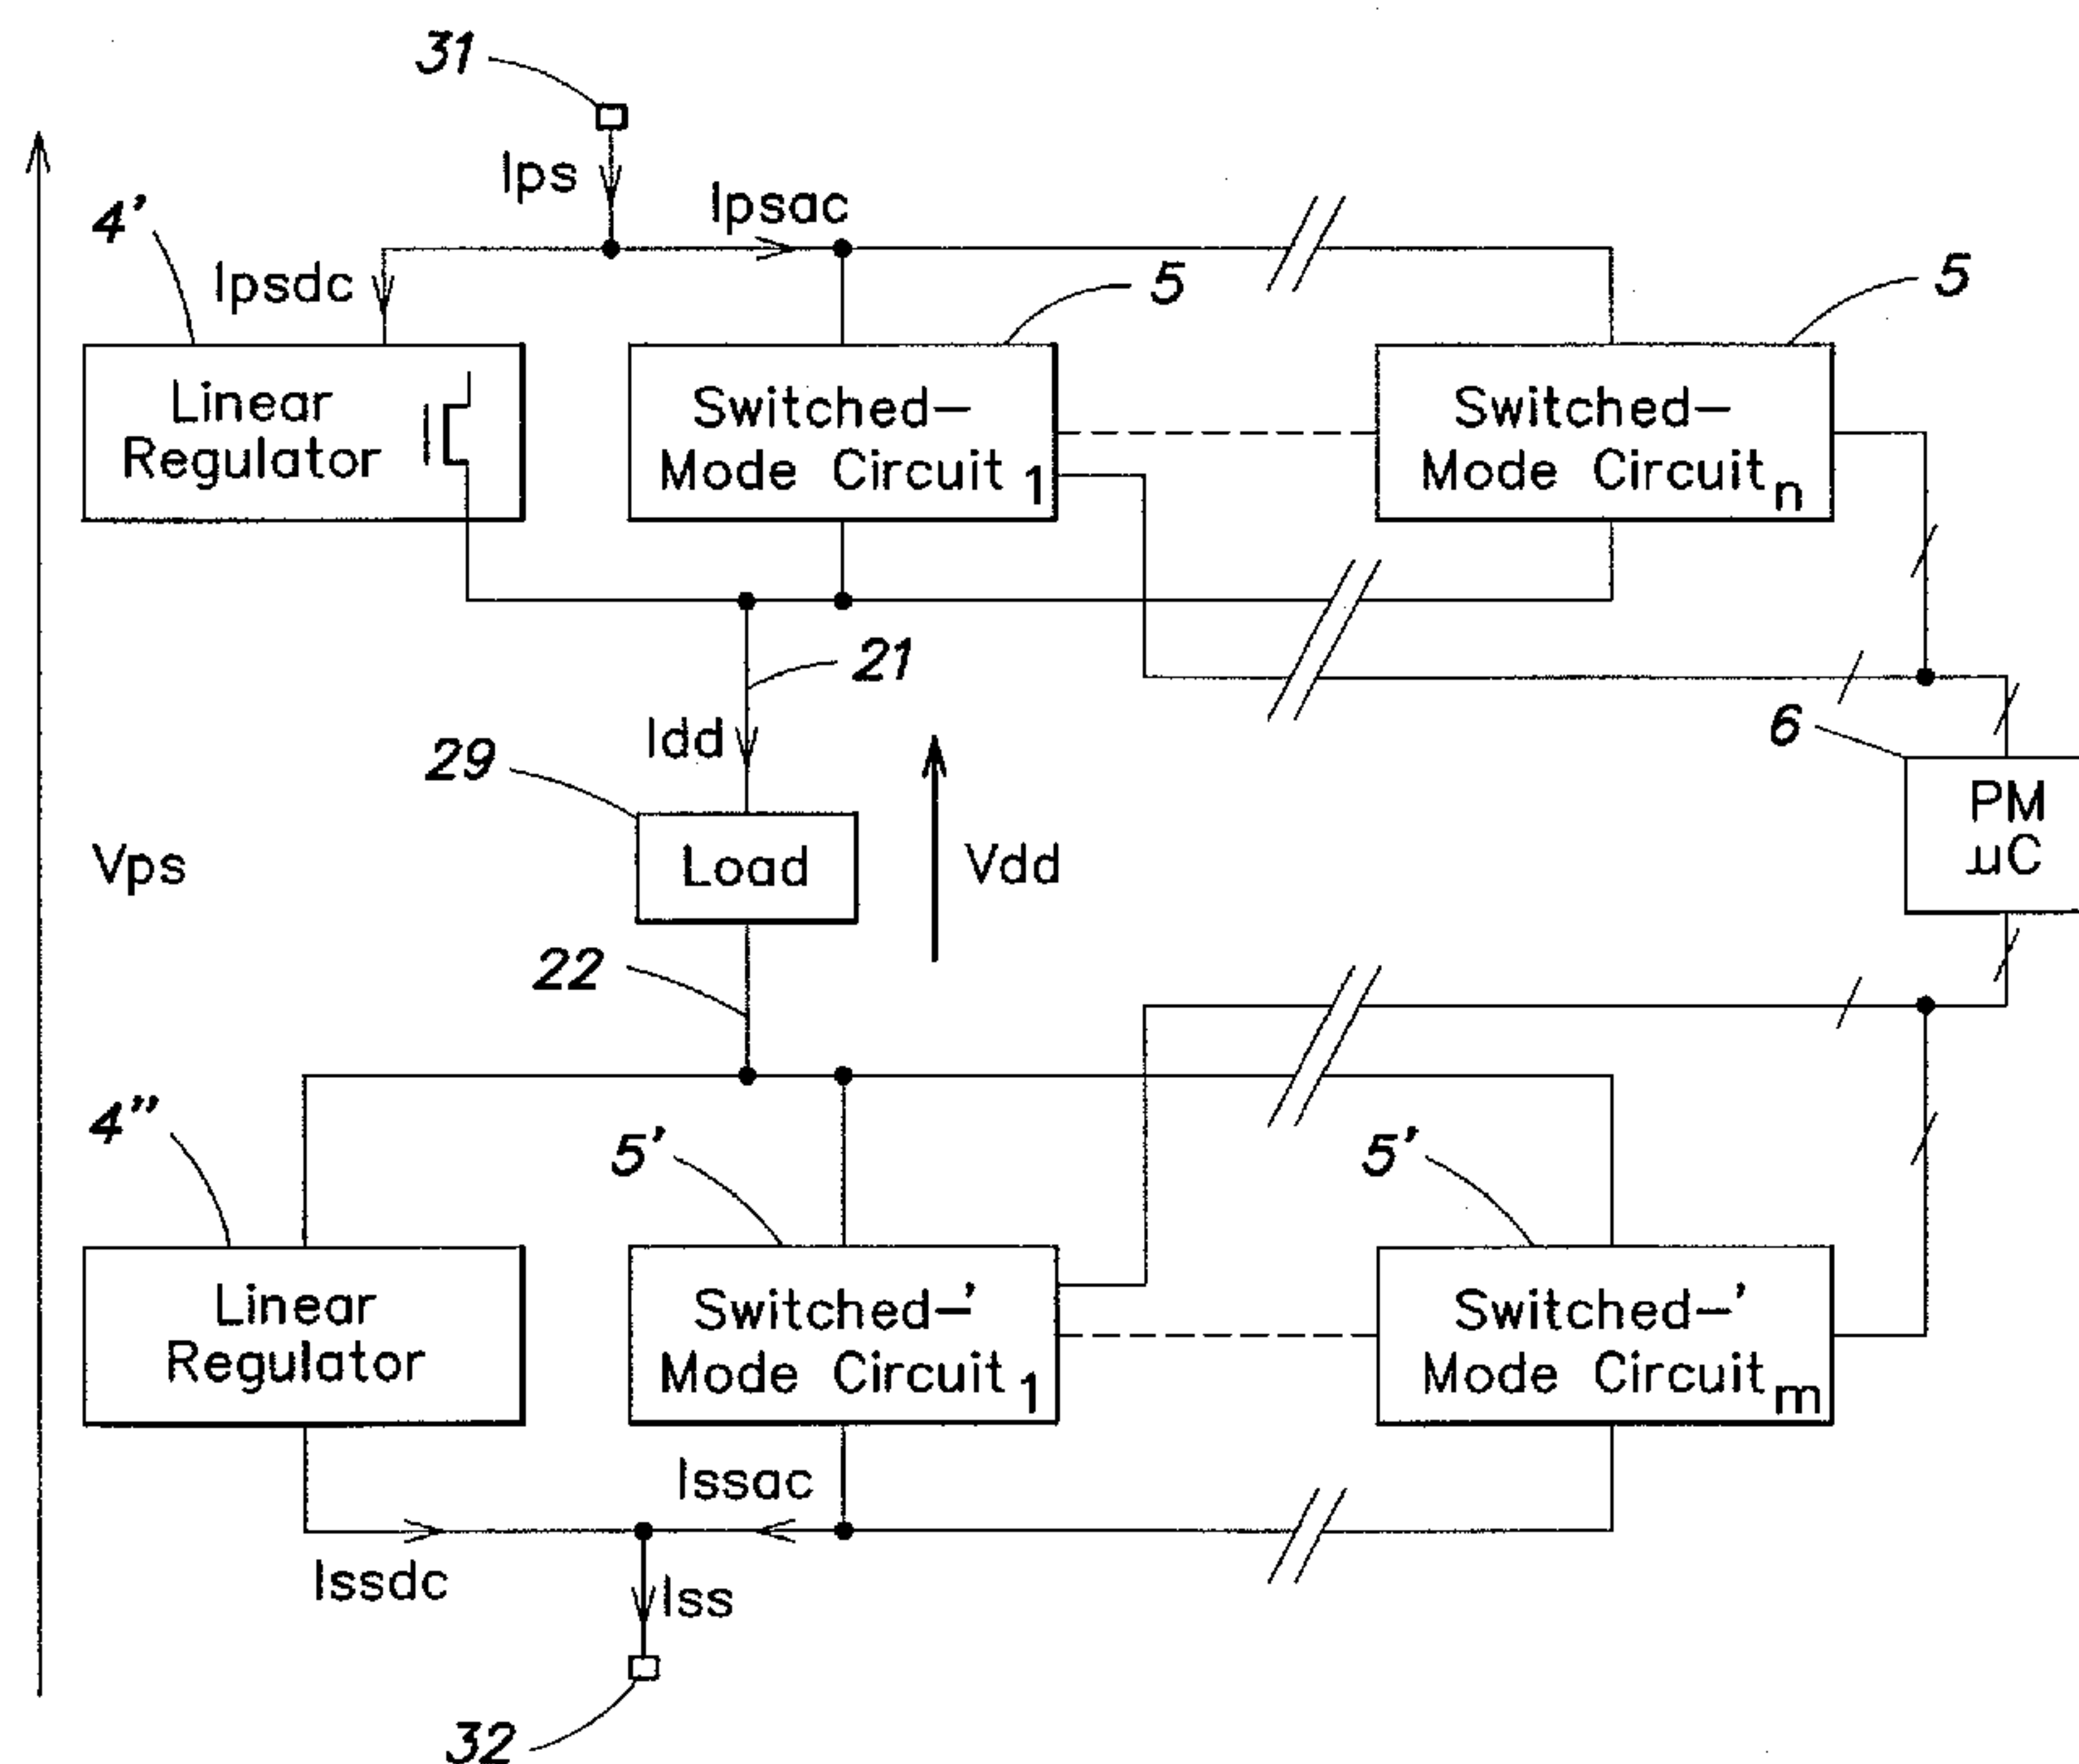 31
Ips
Ipsac
4'
Ipsdc
5
5
Linear
Regulator
Switched-
Mode Circuit 1
Switched-
Mode Circuit n
21
Idd
29
6
PM
µC
Vps
Load
Vdd
22
4"
5'
5'
Linear
Regulator
Switched-'
Mode Circuit 1
Switched-'
Mode Circuit m
Issac
Issdc
Iss
32